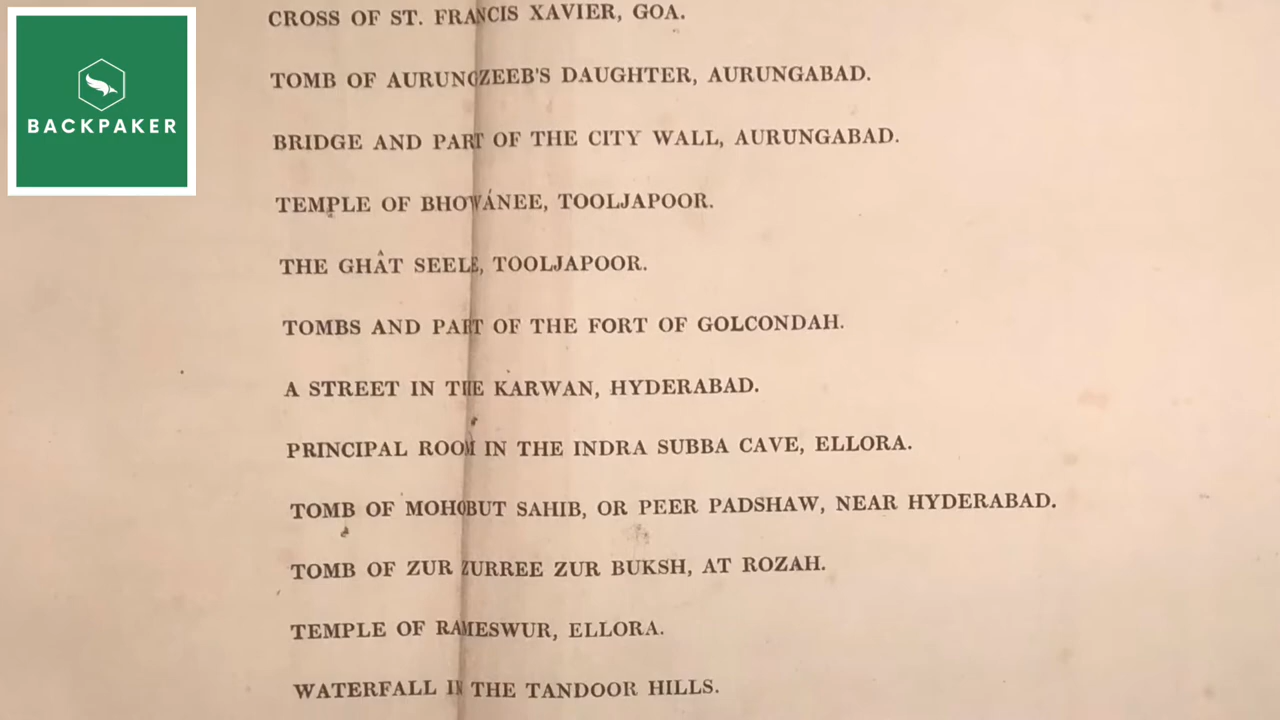 BACKPAKER
CROSS OF ST. FRANCIS XAVIER, GOA.
TOMB OF AURUNGZEEB'S DAUGHTER, AURUNGABAD.
BRIDGE AND PART OF THE CITY WALL, AURUNGABAD.
TEMPLE OF BHOWÁNEE, TOOLJAPOOR.
THE GHÂT SEELE, TOOLJAPOOR.
TOMBS AND PART OF THE FORT OF GOLCONDAH.
A STREET IN THE KARWAN, HYDERABAD.
PRINCIPAL ROOM IN THE INDRA SUBBA CAVE, ELLORA.
TOMB OF MOHOBUT SAHIB, OR PEER PADSHAW, NEAR HYDERABAD.
TOMB OF ZUR ZURREE ZUR BUKSH, AT ROZAH.
TEMPLE OF RAMESWUR, ELLORA.
WATERFALL IN THE TANDOOR HILLS.